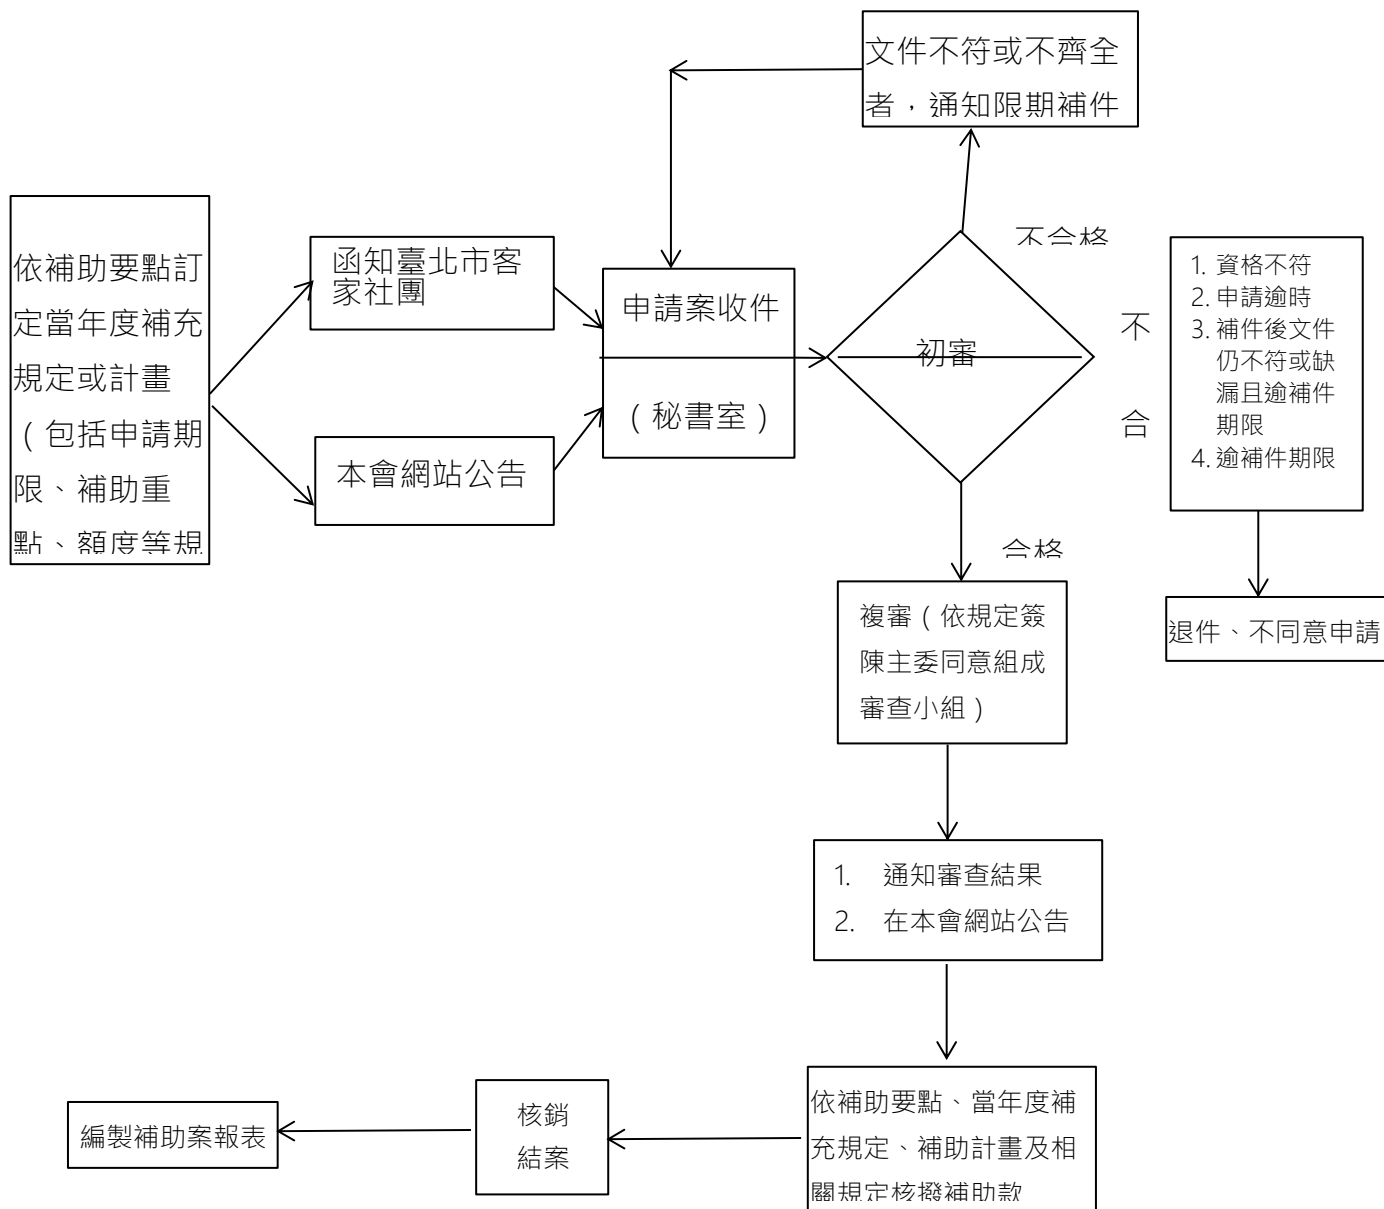 文件不符或不齊全
者，通知限期補件
依補助要點訂
定當年度補充
規定或計畫
（包括申請期
限、補助重
點、額度等規
函知臺北市客
家社團
本會網站公告
申請案收件
（秘書室）
初審
不合格
不
合
1. 資格不符
2. 申請逾時
3. 補件後文件
仍不符或缺
漏且逾補件
期限
4. 逾補件期限
退件、不同意申請
合格
複審（依規定簽
陳主委同意組成
審查小組）
1. 通知審查結果
2. 在本會網站公告
依補助要點、當年度補
充規定、補助計畫及相
關規定核撥補助款
核銷
結案
編製補助案報表